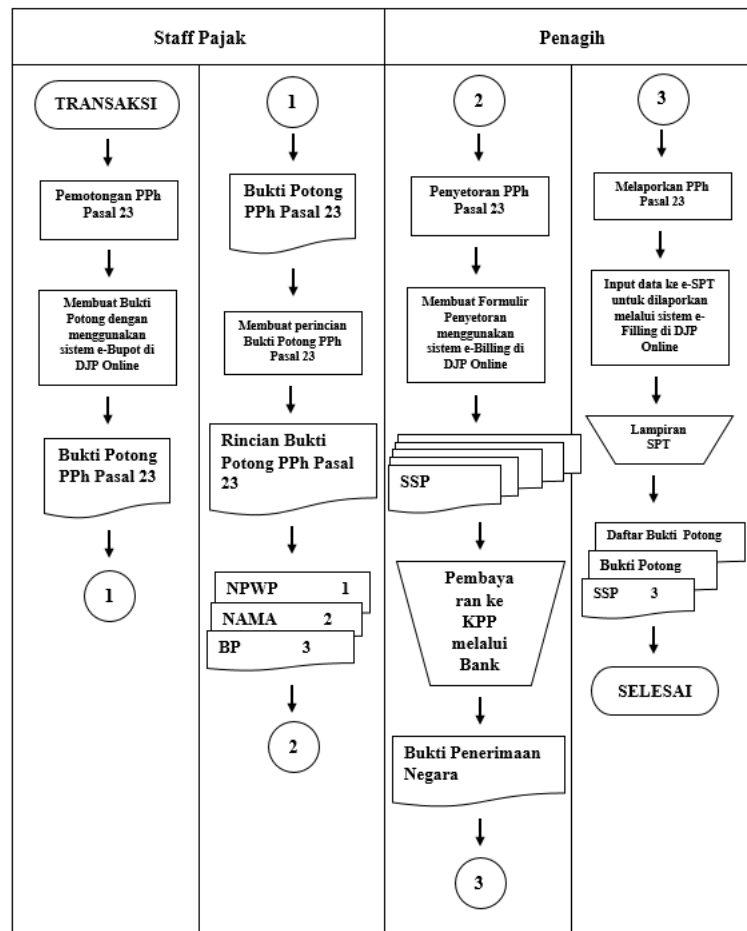 Staff Pajak
Penagih
TRANSAKSI
Pemotongan PPh
Pasal 23
Membuat Bukti
Potong dengan
menggunakan
sistem e-Bupot di
DJP Online
Bukti Potong
PPh Pasal 23
1
1
Bukti Potong
PPh Pasal 23
Membuat perincian
Bukti Potong PPh
Pasal 23
Rincian Bukti
Potong PPh Pasal
23
NPWP 1
NAMA 2
BP 3
2
2
Penyetoran PPh
Pasal 23
Membuat Formulir
Penyetoran
menggunakan
sistem e-Billing di
DJP Online
SSP
Pembaya
ran ke
KPP
melalui
Bank
Bukti Penerimaan
Negara
3
3
Melaporkan PPh
Pasal 23
Input data ke e-SPT
untuk dilaporkan
melalui sistem e-
Filling di DJP
Online
Lampiran
SPT
Daftar Bukti Potong
Bukti Potong
SSP 3
SELESAI